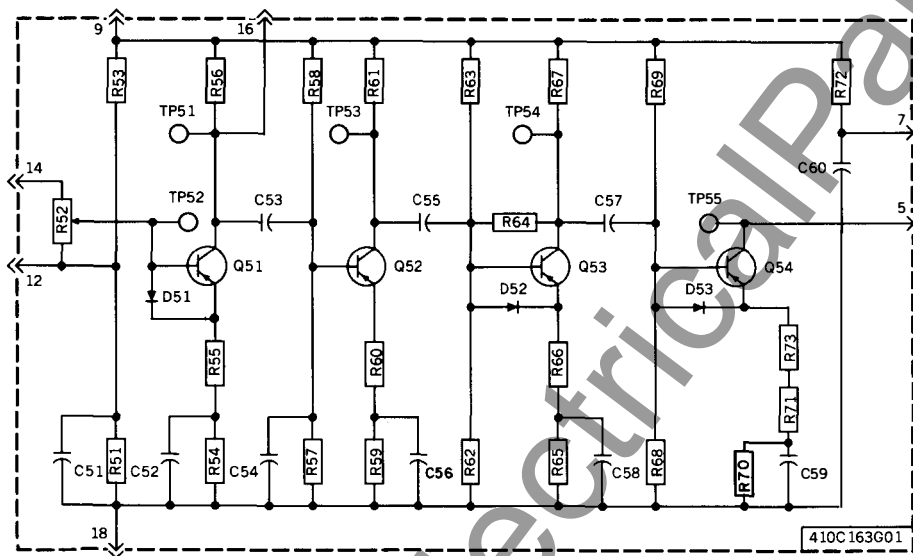 9
16
R53
R56
R58
R61
R63
R67
R69
R72
TP51
TP53
TP54
7
14
C60
R52
TP52
C53
C55
R64
C57
TP55
5
12
Q51
Q52
Q53
Q54
D51
D52
D53
R55
R60
R66
R73
R71
C51
R51
C52
R54
C54
R57
R59
C56
R62
R65
C58
R68
R70
C59
18
410C163G01
ElectricalPa